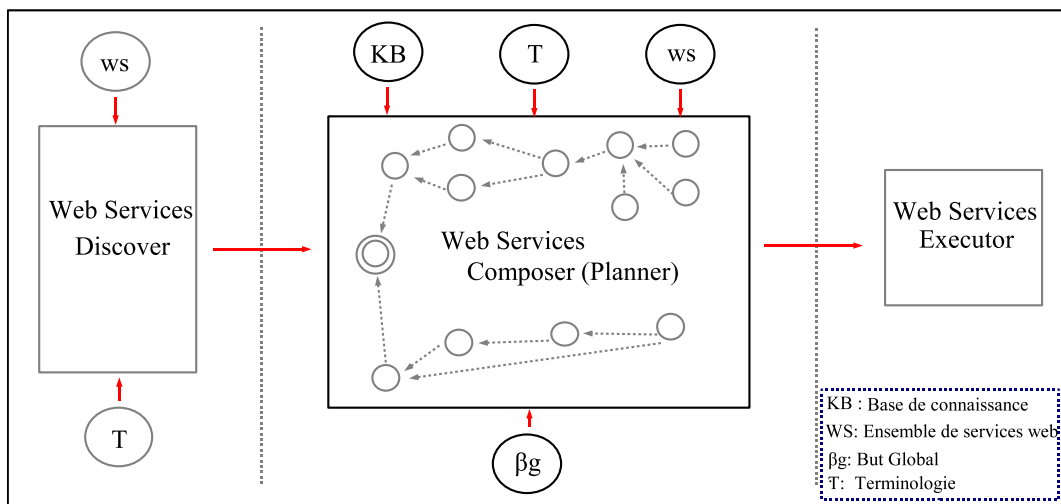 ws
Web Services
Discover
T
KB
T
ws
Web Services
Composer (Planner)
βg
Web Services
Executor
KB : Base de connaissance
WS: Ensemble de services web
βg: But Global
T: Terminologie